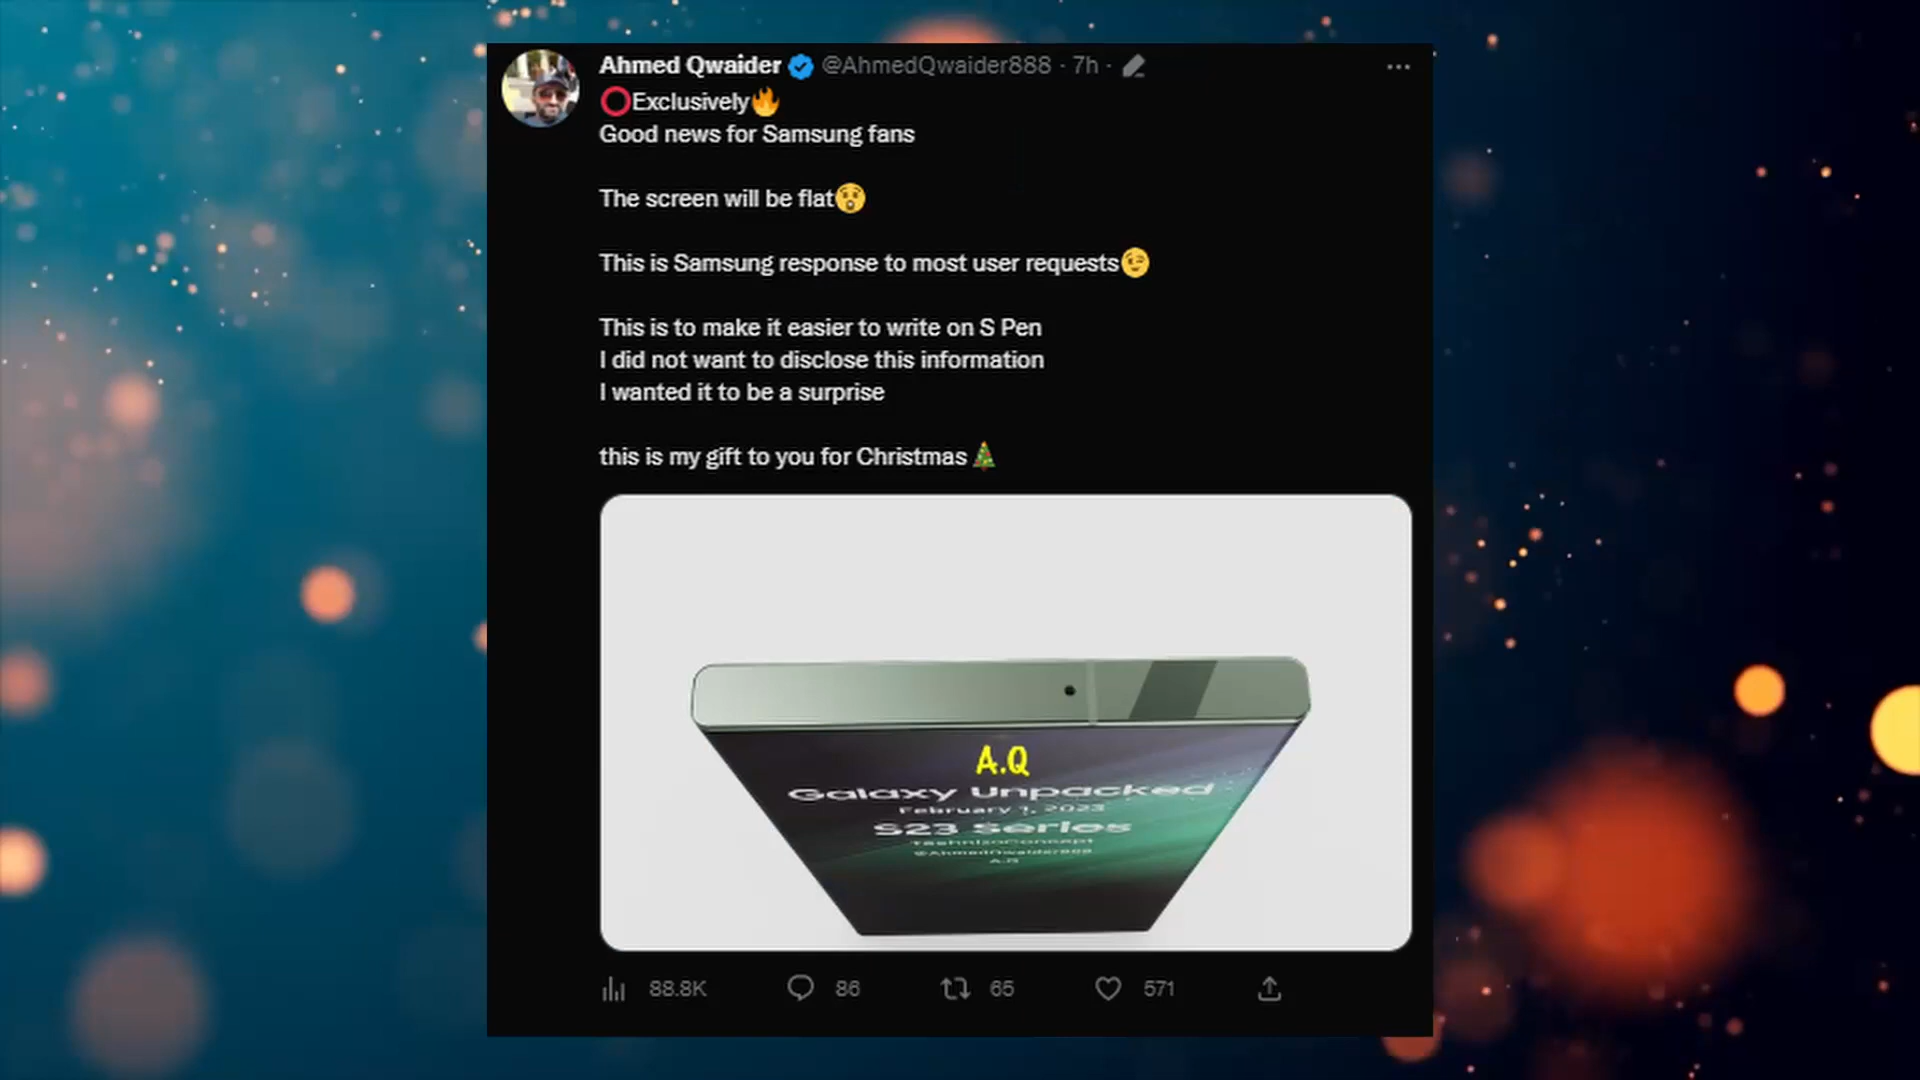 Ahmed Qwaider @AhmedQwaider888 · 7h ·
⭕Exclusively🔥
Good news for Samsung fans
The screen will be flat😲
This is Samsung response to most user requests😉
This is to make it easier to write on S Pen
I did not want to disclose this information
I wanted it to be a surprise
this is my gift to you for Christmas🎄
A.Q
Galaxy Unpacked
February 1, 2023
S23 Series
TechnizoConcept
@AhmedQwaider888
A.Q
88.8K 86 65 571